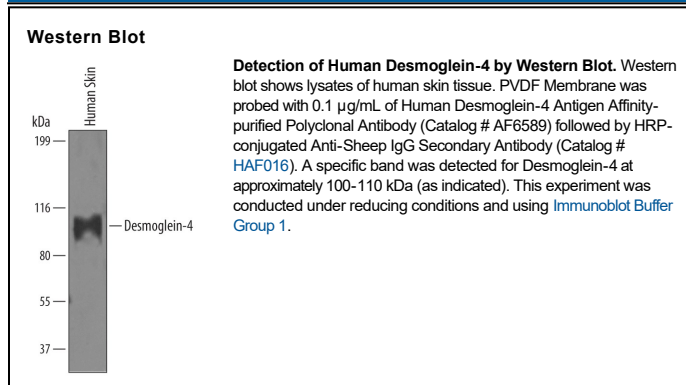 Western Blot
Human Skin
kDa
199
116
Desmoglein-4
80
55
37
Detection of Human Desmoglein-4 by Western Blot. Western
blot shows lysates of human skin tissue. PVDF Membrane was
probed with 0.1 µg/mL of Human Desmoglein-4 Antigen Affinity-
purified Polyclonal Antibody (Catalog # AF6589) followed by HRP-
conjugated Anti-Sheep IgG Secondary Antibody (Catalog #
HAF016). A specific band was detected for Desmoglein-4 at
approximately 100-110 kDa (as indicated). This experiment was
conducted under reducing conditions and using Immunoblot Buffer
Group 1.